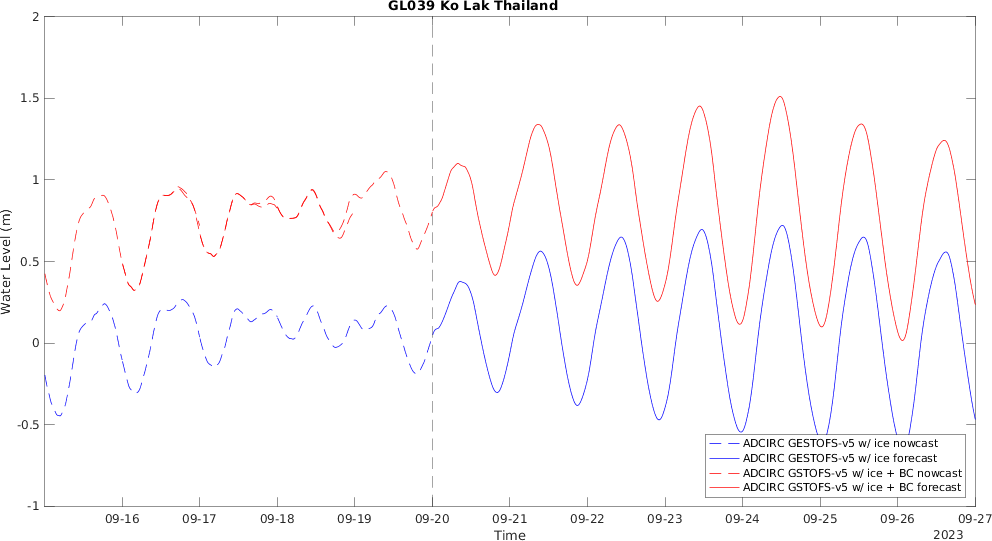 GL039 Ko Lak Thailand
2
1.5
1
0.5
0
-0.5
-1
Water Level (m)
ADCIRC GESTOFS-v5 w/ ice nowcast
ADCIRC GESTOFS-v5 w/ ice forecast
ADCIRC GSTOFS-v5 w/ ice + BC nowcast
ADCIRC GSTOFS-v5 w/ ice + BC forecast
09-16 09-17 09-18 09-19 09-20 09-21 09-22 09-23 09-24 09-25 09-26 09-27
Time
2023